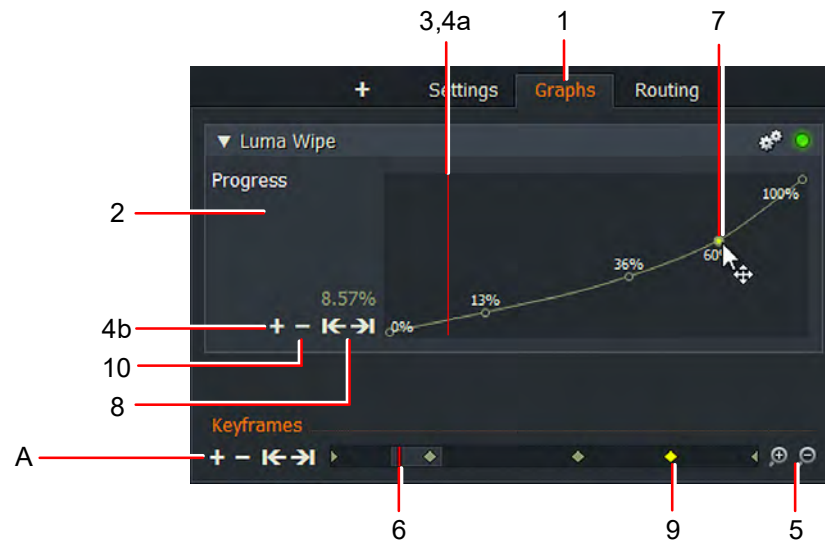 3,4a 1 7
+ Settings Graphs Routing
▼ Luma Wipe
Progress
100%
2
60%
36%
8.57% 13%
4b + − 0%
10
8
Keyframes
A + −
6 9 5